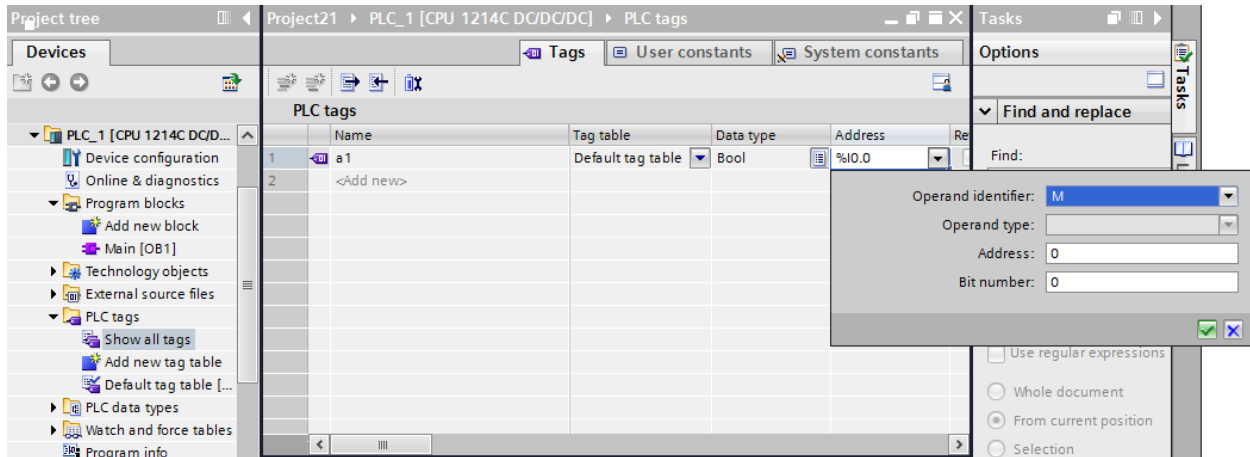 Project tree
Devices
PLC_1 [CPU 1214C DC/D...
Device configuration
Online & diagnostics
Program blocks
Add new block
Main [OB1]
Technology objects
External source files
PLC tags
Show all tags
Add new tag table
Default tag table [...
PLC data types
Watch and force tables
Program info
Project21 PLC_1 [CPU 1214C DC/DC/DC] PLC tags
Tags User constants System constants
PLC tags
Name Tag table Data type Address Re
1 a1 Default tag table Bool %I0.0
2 <Add new>
Operand identifier: M
Operand type:
Address: 0
Bit number: 0
Tasks
Options
Find and replace
Find:
Use regular expressions
Whole document
From current position
Selection
Tasks